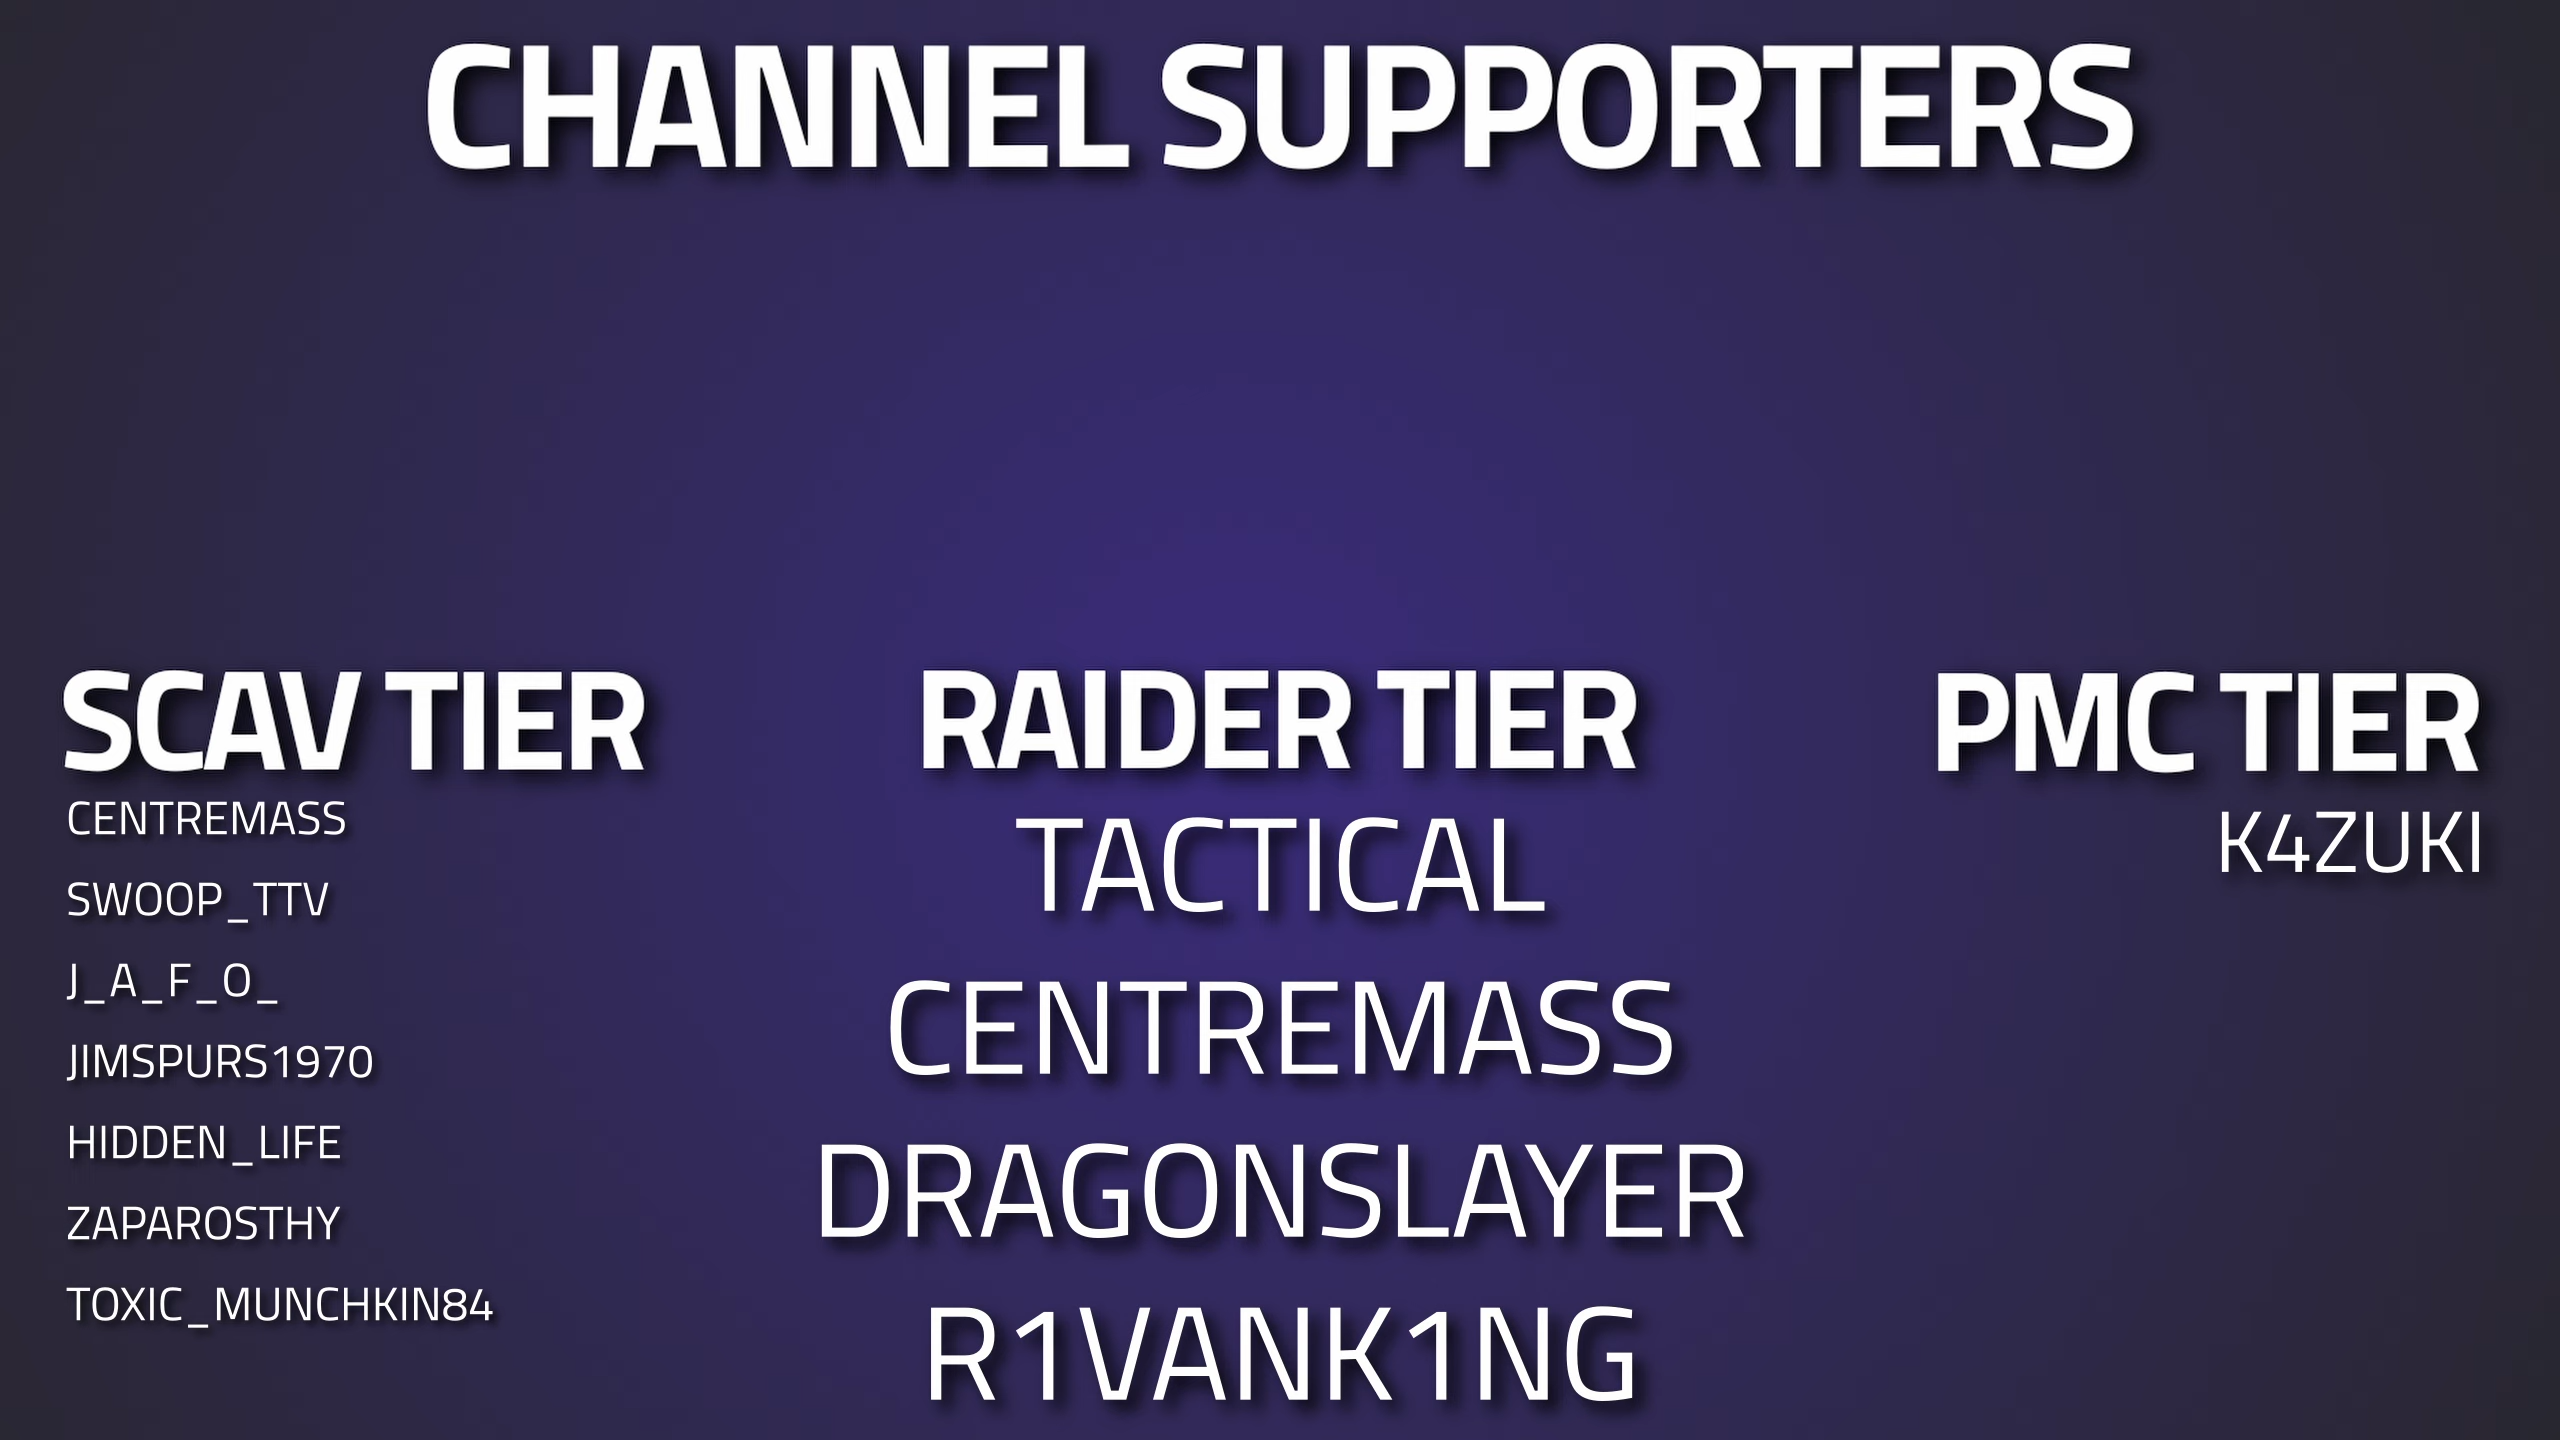 CHANNEL SUPPORTERS
SCAV TIER
CENTREMASS
SWOOP_TTV
J_A_F_O_
JIMSPURS1970
HIDDEN_LIFE
ZAPAROSTHY
TOXIC_MUNCHKIN84
RAIDER TIER
TACTICAL
CENTREMASS
DRAGONSLAYER
R1VANK1NG
PMC TIER
K4ZUKI